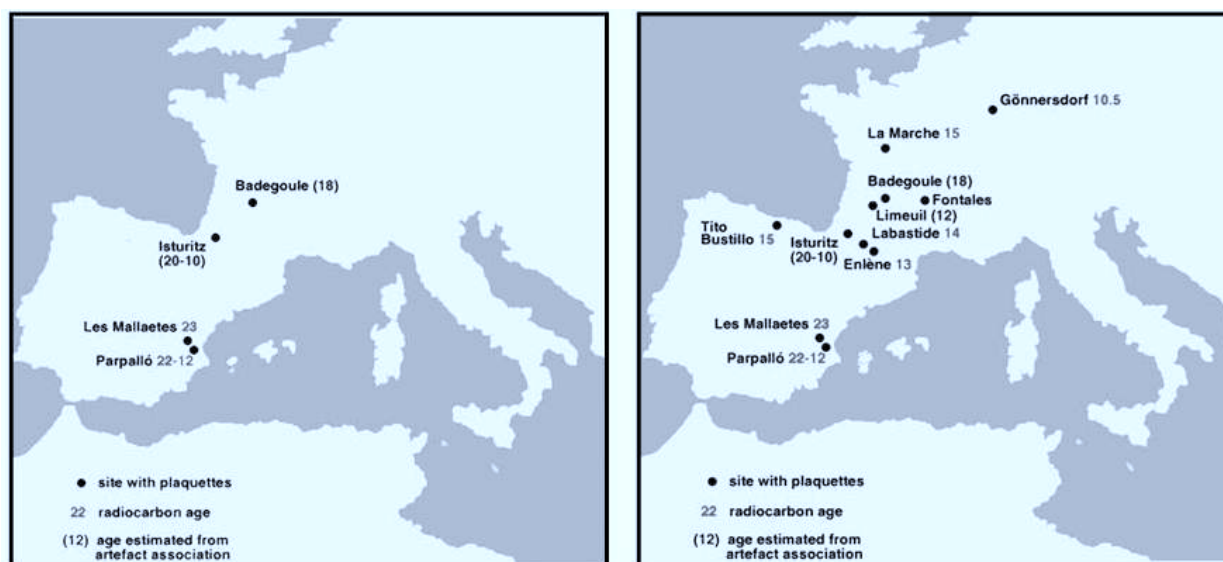 Badegoule (18)
Isturitz
(20-10)
Les Mallaetes 23
Parpalló 22-12
site with plaquettes
22 radiocarbon age
(12) age estimated from
artefact association
Gönnersdorf 10.5
La Marche 15
Badegoule (18)
Fontales
Limeuil (12)
Tito
Bustillo 15
Isturitz
(20-10)
Labastide 14
Enlène 13
Les Mallaetes 23
Parpalló 22-12
site with plaquettes
22 radiocarbon age
(12) age estimated from
artefact association